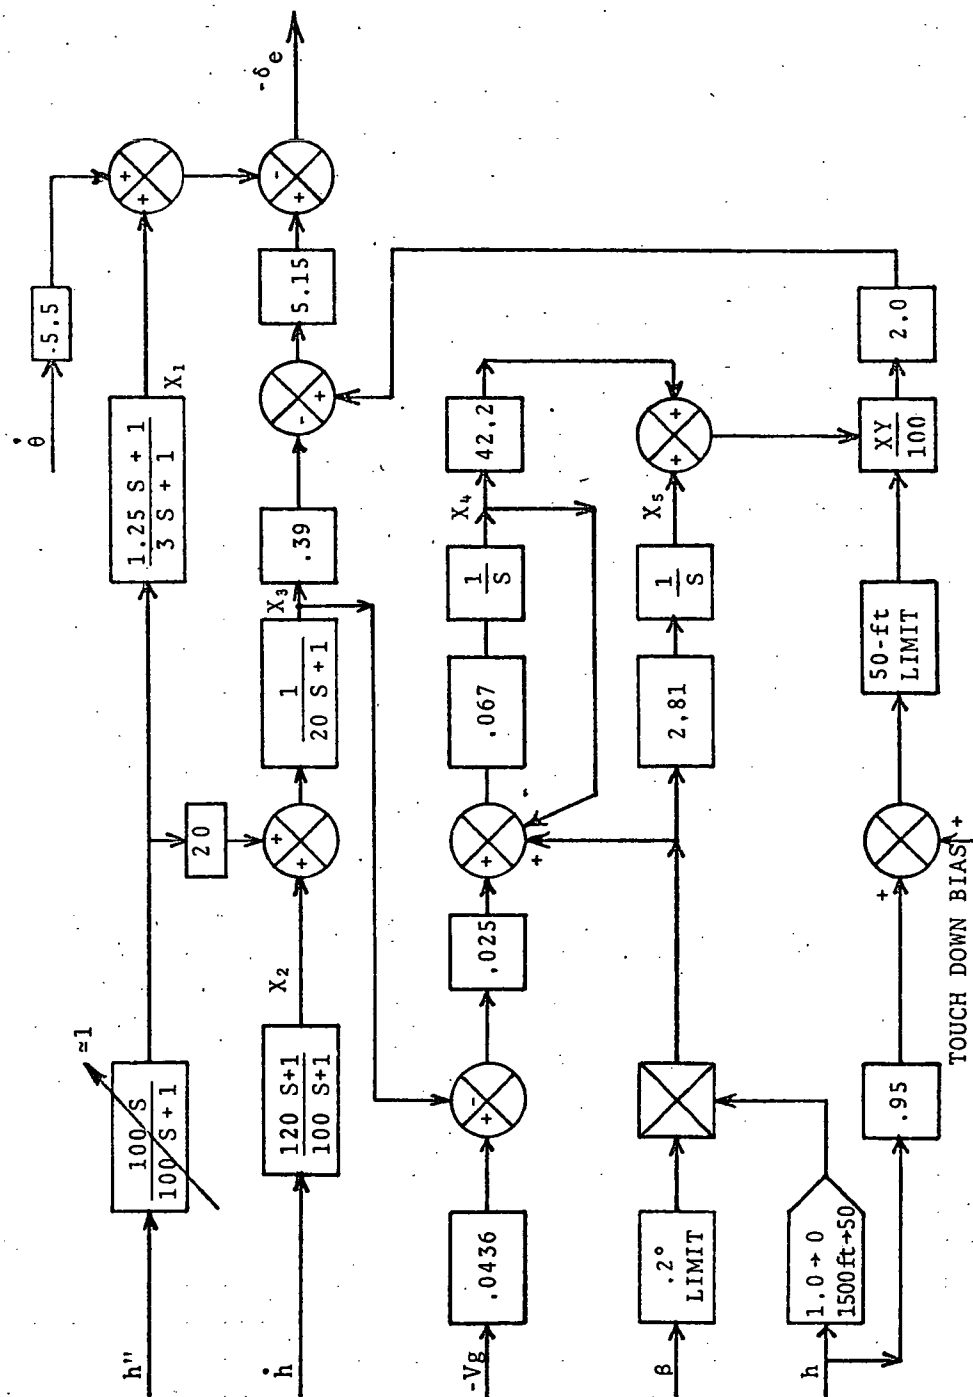 θ̇
-5.5
+
+
h"
100 S
100 S + 1
≈1
1.25 S + 1
3 S + 1
X₁
20
ḣ
120 S+1
100 S+1
X₂
+
+
1
20 S + 1
X₃
.39
-
+
5.15
-
+
-δe
-Vg
.0436
+
-
.025
+
-
+
.067
1
S
X₄
42.2
β
.2°
LIMIT
2.81
1
S
X₅
+
+
h
1.0→0
1500ft→50
.95
+
+
TOUCH DOWN BIAS
50-ft
LIMIT
XY
100
2.0